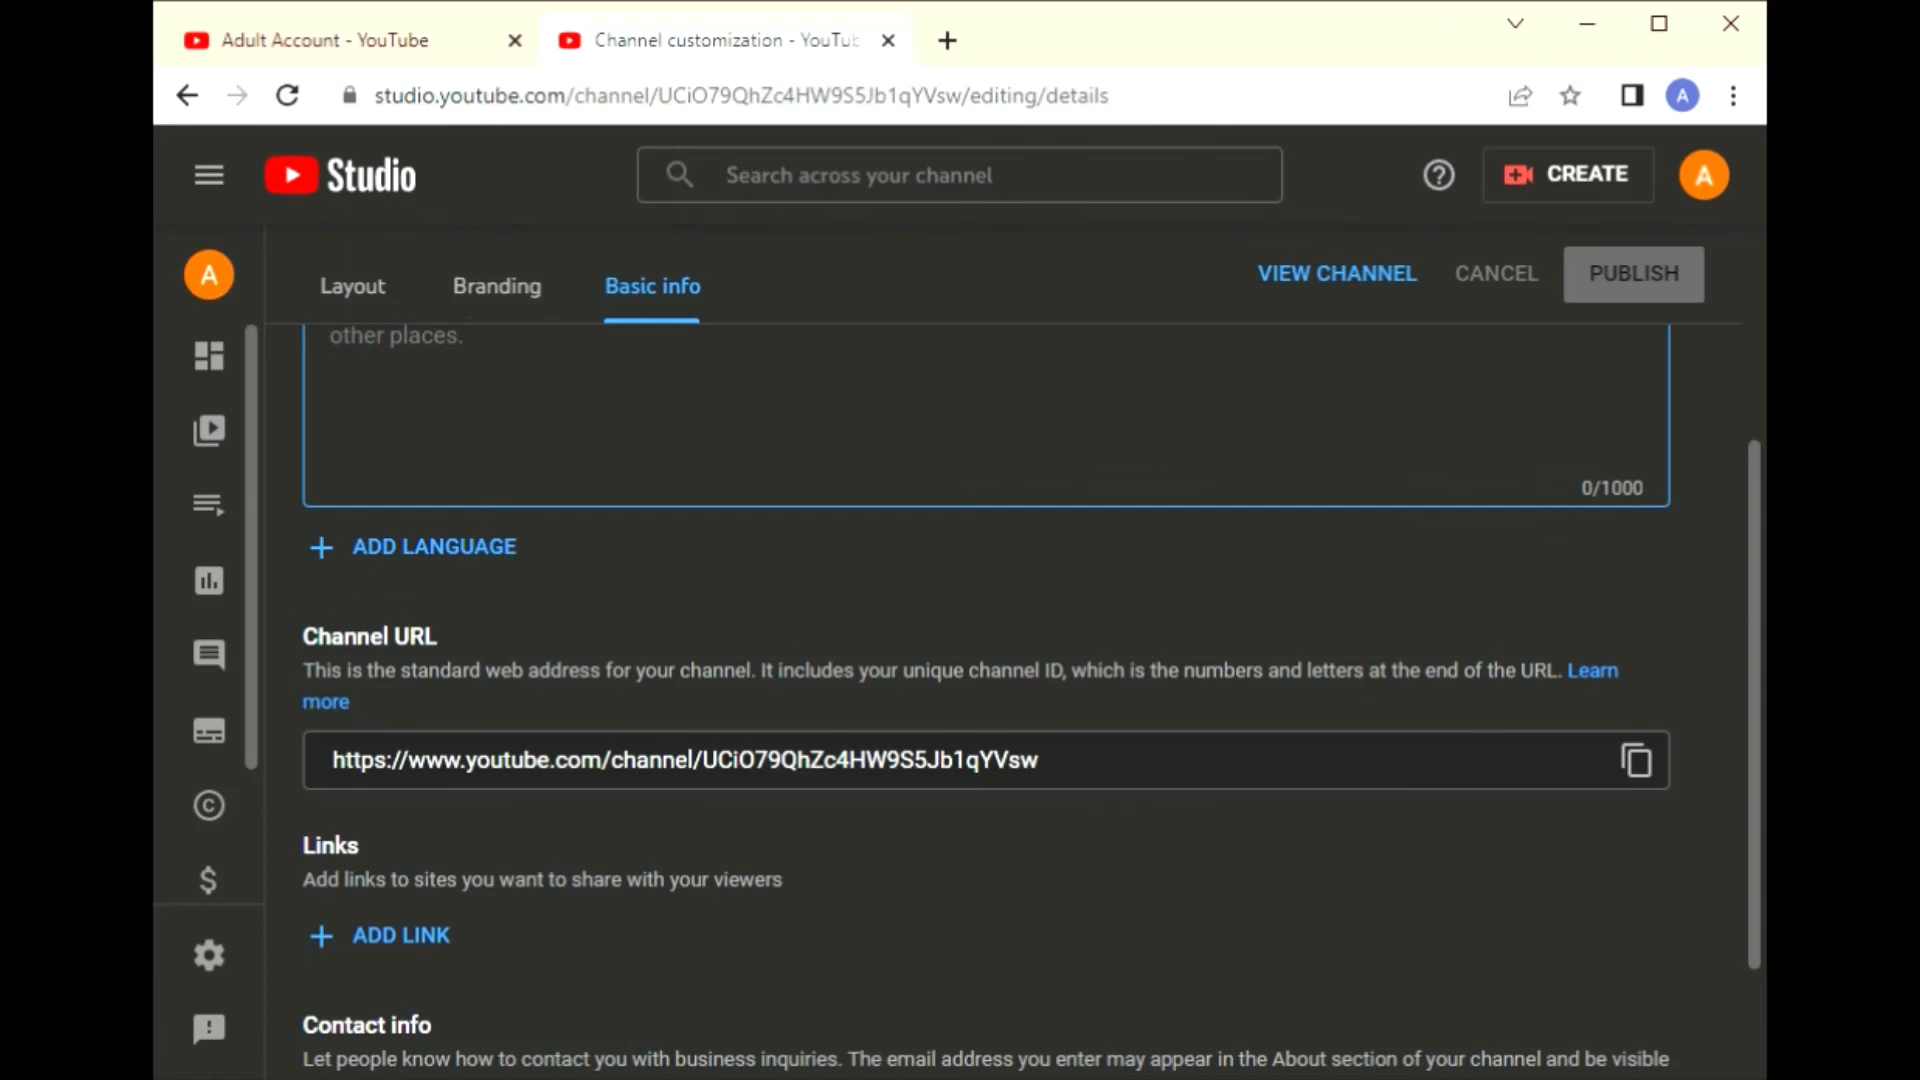 Adult Account - YouTube
Channel customization - YouTub
studio.youtube.com/channel/UCiO79QhZc4HW9S5Jb1qYVsw/editing/details
A
Studio
Search across your channel
CREATE
A
A
Layout
Branding
Basic info
VIEW CHANNEL
CANCEL
PUBLISH
other places.
0/1000
ADD LANGUAGE
Channel URL
This is the standard web address for your channel. It includes your unique channel ID, which is the numbers and letters at the end of the URL. Learn
more
https://www.youtube.com/channel/UCiO79QhZc4HW9S5Jb1qYVsw
Links
Add links to sites you want to share with your viewers
ADD LINK
Contact info
Let people know how to contact you with business inquiries. The email address you enter may appear in the About section of your channel and be visible